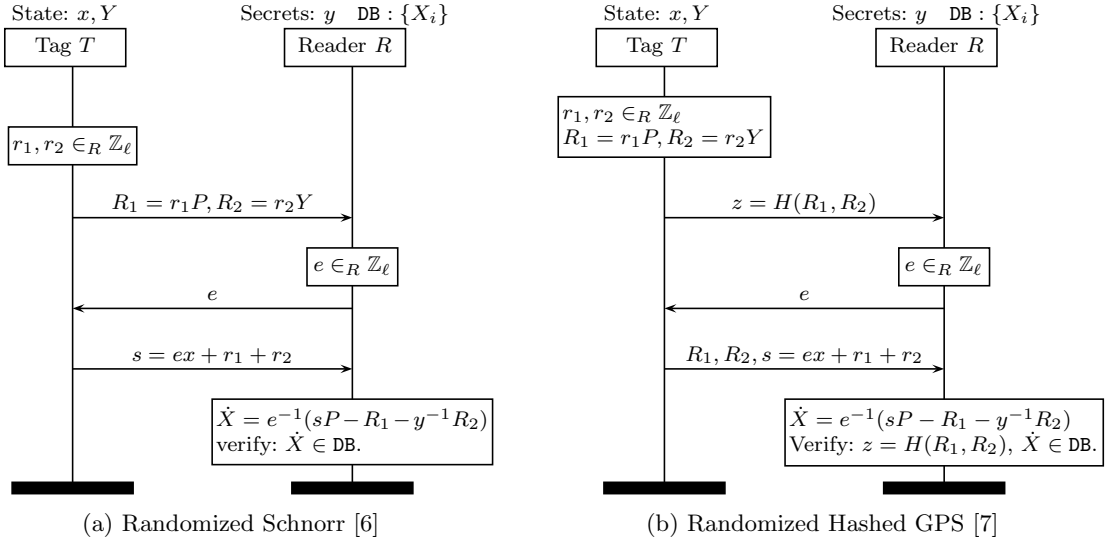 State: x, Y
Secrets: y DB : {X_i}
Tag T
Reader R
r_1, r_2 ∈_R ℤ_ℓ
R_1 = r_1P, R_2 = r_2Y
e ∈_R ℤ_ℓ
e
s = ex + r_1 + r_2
Ẋ = e^{-1}(sP − R_1 − y^{-1}R_2)
verify: Ẋ ∈ DB.
(a) Randomized Schnorr [6]
State: x, Y
Secrets: y DB : {X_i}
Tag T
Reader R
r_1, r_2 ∈_R ℤ_ℓ
R_1 = r_1P, R_2 = r_2Y
z = H(R_1, R_2)
e ∈_R ℤ_ℓ
e
R_1, R_2, s = ex + r_1 + r_2
Ẋ = e^{-1}(sP − R_1 − y^{-1}R_2)
Verify: z = H(R_1, R_2), Ẋ ∈ DB.
(b) Randomized Hashed GPS [7]